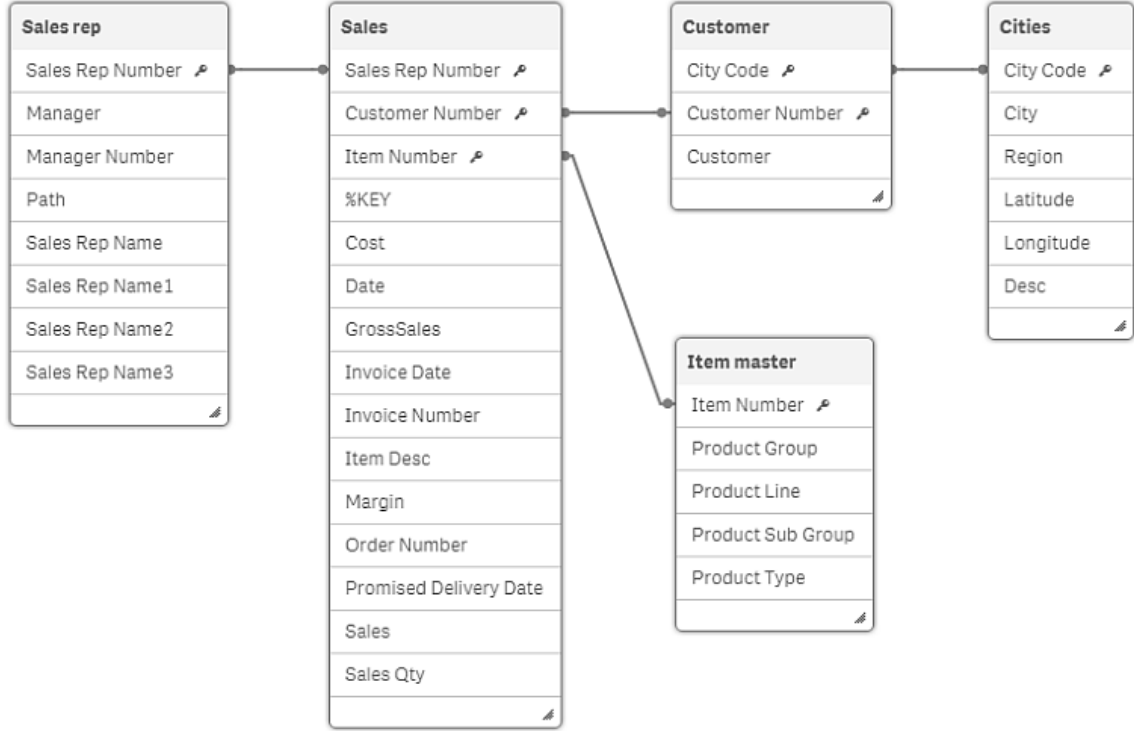 Sales rep
Sales Rep Number
Manager
Manager Number
Path
Sales Rep Name
Sales Rep Name1
Sales Rep Name2
Sales Rep Name3
Sales
Sales Rep Number
Customer Number
Item Number
%KEY
Cost
Date
GrossSales
Invoice Date
Invoice Number
Item Desc
Margin
Order Number
Promised Delivery Date
Sales
Sales Qty
Customer
City Code
Customer Number
Customer
Item master
Item Number
Product Group
Product Line
Product Sub Group
Product Type
Cities
City Code
City
Region
Latitude
Longitude
Desc